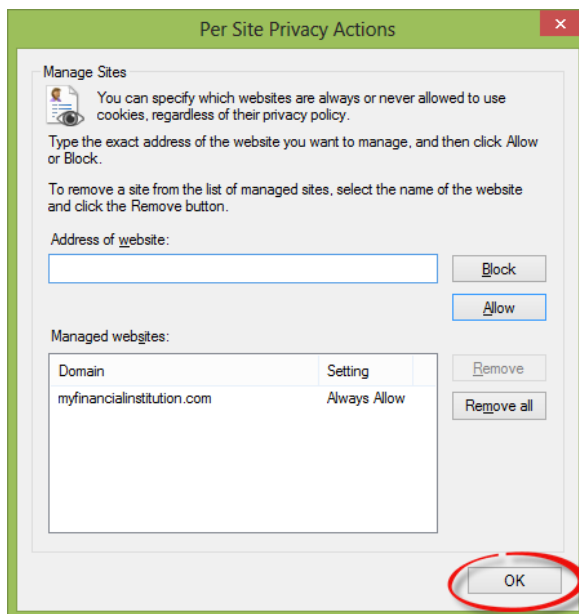 Per Site Privacy Actions
Manage Sites
You can specify which websites are always or never allowed to use
cookies, regardless of their privacy policy.
Type the exact address of the website you want to manage, and then click Allow
or Block.
To remove a site from the list of managed sites, select the name of the website
and click the Remove button.
Address of website:
Block
Allow
Managed websites:
Domain Setting
Remove
myfinancialinstitution.com Always Allow
Remove all
OK